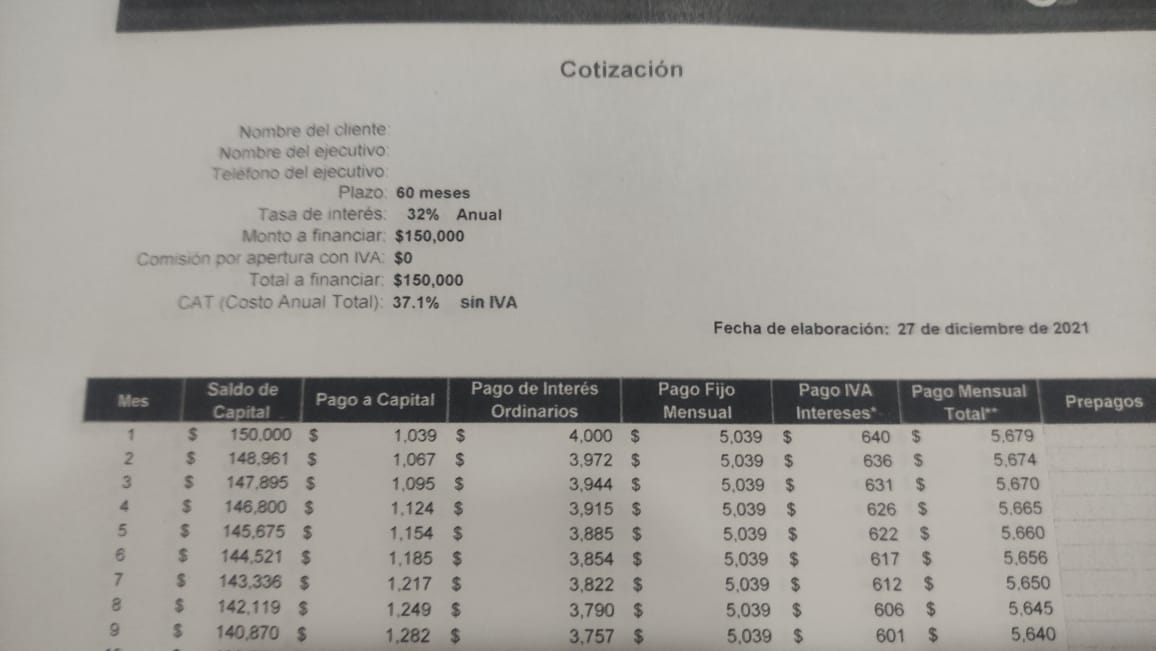 Cotización
Nombre del cliente:
Nombre del ejecutivo:
Teléfono del ejecutivo:
Plazo: 60 meses
Tasa de interés: 32% Anual
Monto a financiar: $150,000
Comisión por apertura con IVA: $0
Total a financiar: $150,000
CAT (Costo Anual Total): 37.1% sin IVA
Fecha de elaboración: 27 de diciembre de 2021
Mes Saldo de Capital Pago a Capital Pago de Interés Ordinarios Pago Fijo Mensual Pago IVA Intereses* Pago Mensual Total** Prepagos
1 $ 150,000 $ 1,039 $ 4,000 $ 5,039 $ 640 $ 5,679
2 $ 148,961 $ 1,067 $ 3,972 $ 5,039 $ 636 $ 5,674
3 $ 147,895 $ 1,095 $ 3,944 $ 5,039 $ 631 $ 5,670
4 $ 146,800 $ 1,124 $ 3,915 $ 5,039 $ 626 $ 5,665
5 $ 145,675 $ 1,154 $ 3,885 $ 5,039 $ 622 $ 5,660
6 $ 144,521 $ 1,185 $ 3,854 $ 5,039 $ 617 $ 5,656
7 $ 143,336 $ 1,217 $ 3,822 $ 5,039 $ 612 $ 5,650
8 $ 142,119 $ 1,249 $ 3,790 $ 5,039 $ 606 $ 5,645
9 $ 140,870 $ 1,282 $ 3,757 $ 5,039 $ 601 $ 5,640